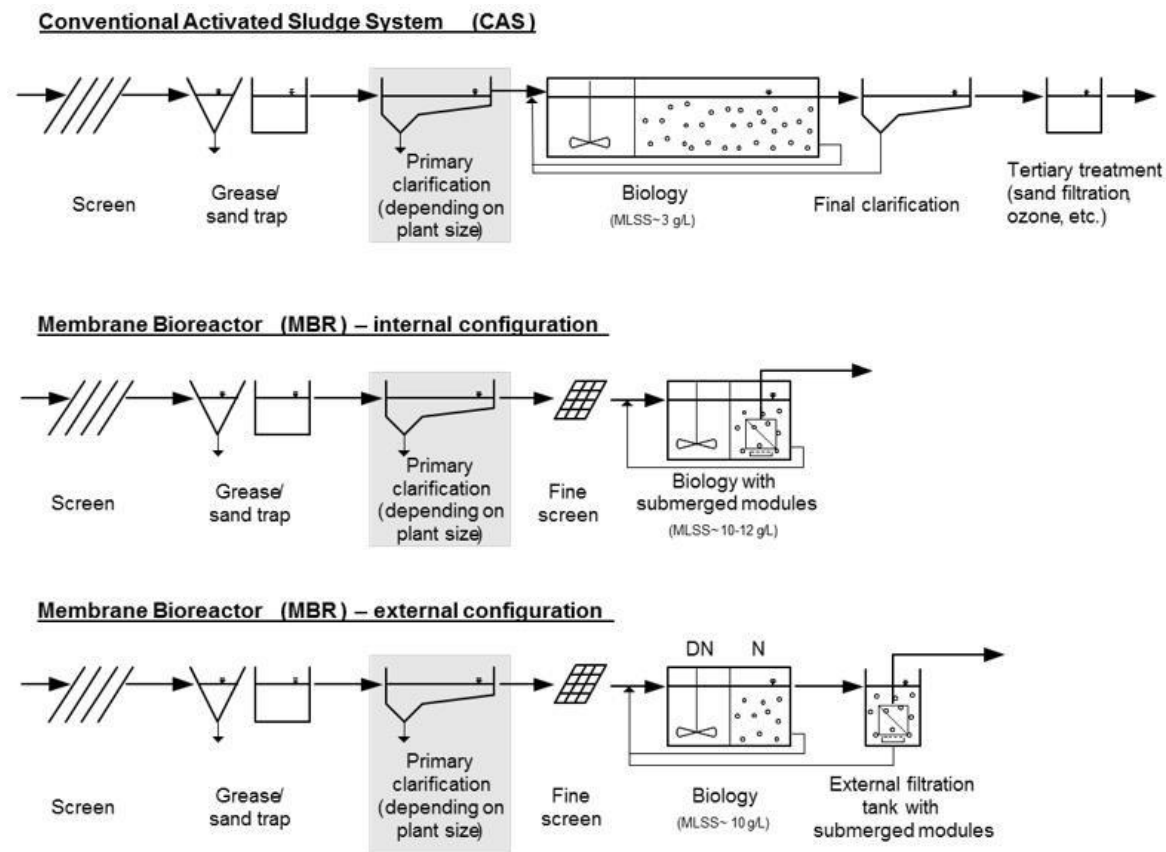 Conventional Activated Sludge System (CAS)
Screen
Grease/
sand trap
Primary
clarification
(depending on
plant size)
Biology
(MLSS~3 g/L)
Final clarification
Tertiary treatment
(sand filtration,
ozone, etc.)
Membrane Bioreactor (MBR) – internal configuration
Screen
Grease/
sand trap
Primary
clarification
(depending on
plant size)
Fine
screen
Biology with
submerged modules
(MLSS~10-12 g/L)
Membrane Bioreactor (MBR) – external configuration
DN N
Screen
Grease/
sand trap
Primary
clarification
(depending on
plant size)
Fine
screen
Biology
(MLSS~ 10 g/L)
External filtration
tank with
submerged modules